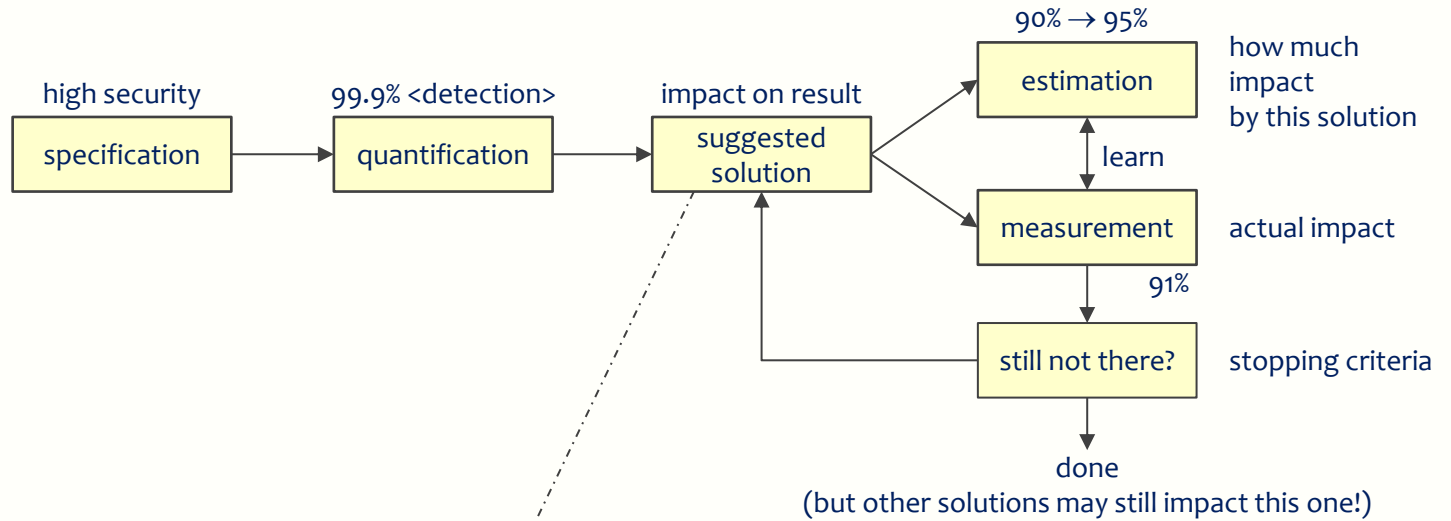 high security
specification
99.9% <detection>
quantification
impact on result
suggested
solution
90% → 95%
estimation
how much
impact
by this solution
learn
measurement
actual impact
91%
still not there?
stopping criteria
done
(but other solutions may still impact this one!)